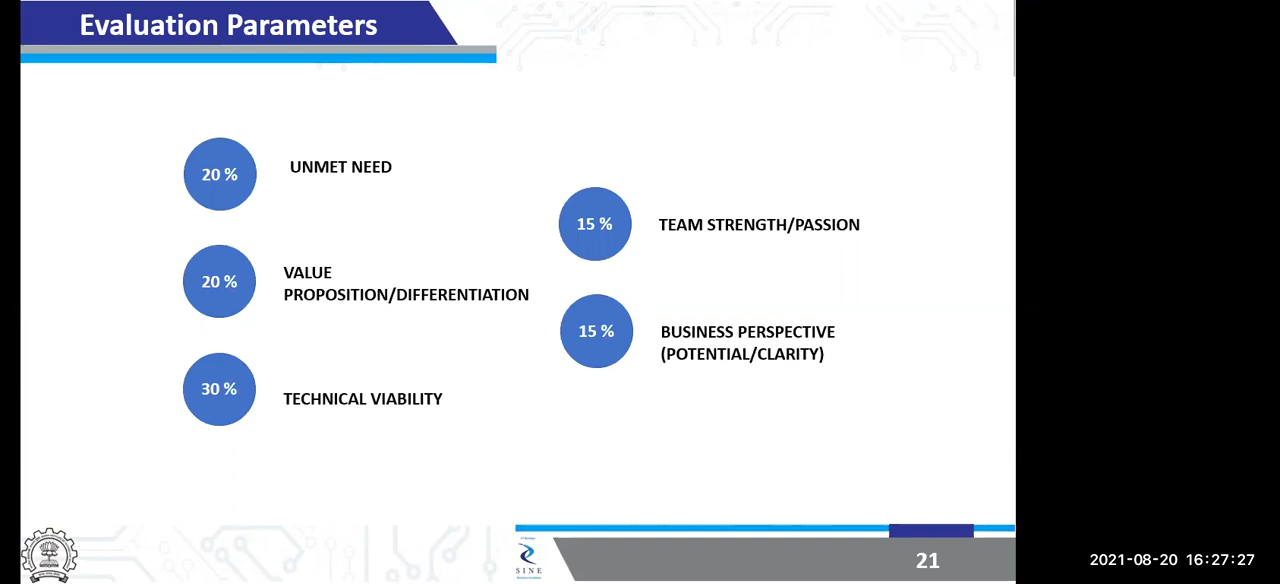 Evaluation Parameters
20 %
UNMET NEED
20 %
VALUE
PROPOSITION/DIFFERENTIATION
30 %
TECHNICAL VIABILITY
15 %
TEAM STRENGTH/PASSION
15 %
BUSINESS PERSPECTIVE
(POTENTIAL/CLARITY)
SINE
21
2021-08-20 16:27:27